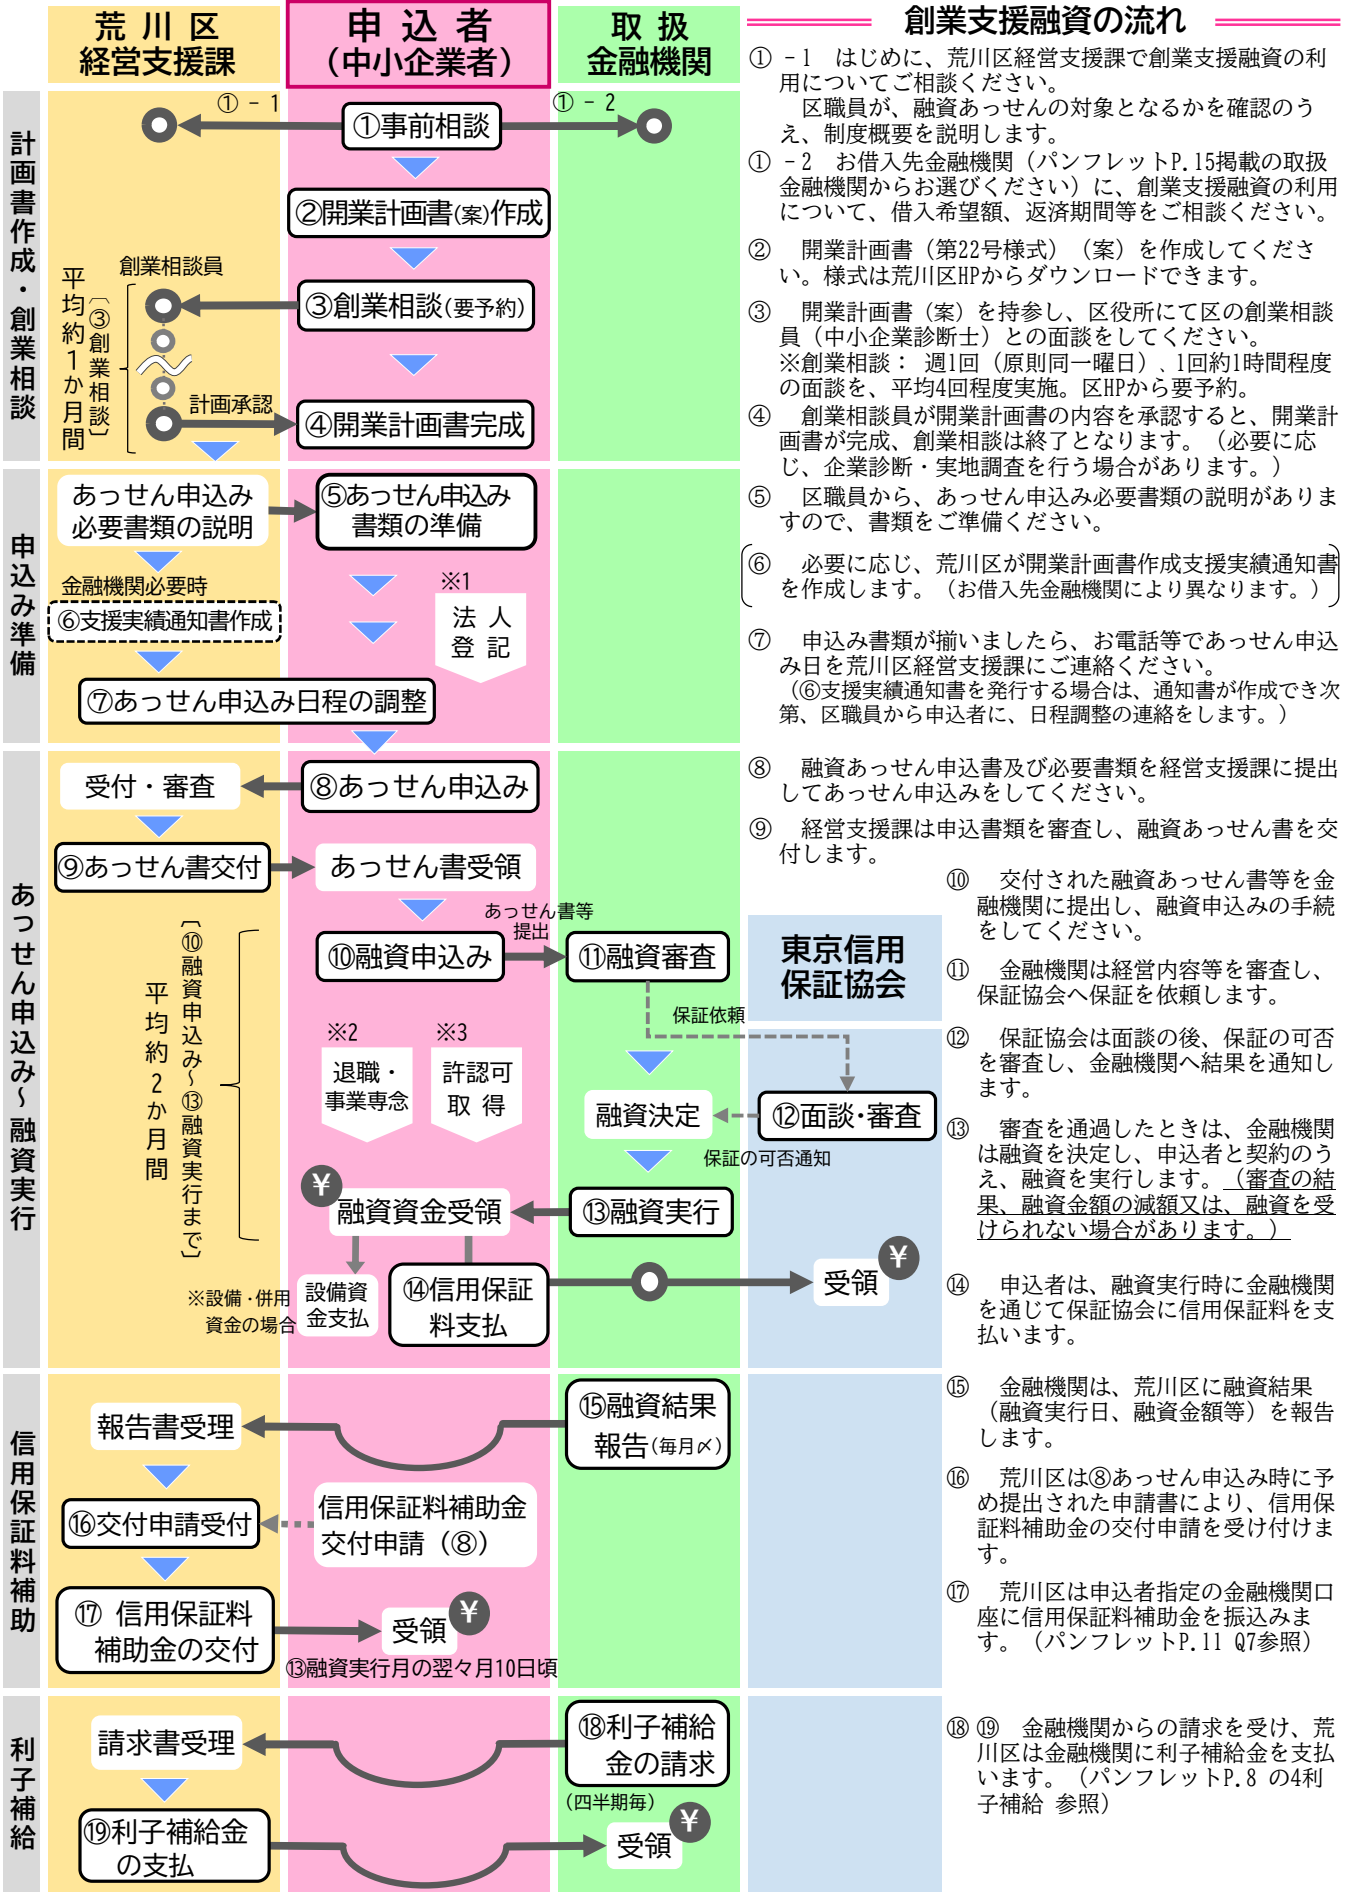 荒川区
経営支援課
申込者
（中小企業者）
取扱
金融機関
創業支援融資の流れ
計画書作成・創業相談
①－1
①事前相談
①－2
②開業計画書(案)作成
創業相談員
③創業相談(要予約)
平均約１か月間
〔③創業相談〕
計画承認
④開業計画書完成
①－1　はじめに、荒川区経営支援課で創業支援融資の利
用についてご相談ください。
区職員が、融資あっせんの対象となるかを確認のう
え、制度概要を説明します。
①－2　お借入先金融機関（パンフレットP.15掲載の取扱
金融機関からお選びください）に、創業支援融資の利用
について、借入希望額、返済期間等をご相談ください。
②　開業計画書（第22号様式）（案）を作成してくださ
い。様式は荒川区HPからダウンロードできます。
③　開業計画書（案）を持参し、区役所にて区の創業相談
員（中小企業診断士）との面談をしてください。
※創業相談： 週1回（原則同一曜日）、1回約1時間程度
の面談を、平均4回程度実施。区HPから要予約。
④　創業相談員が開業計画書の内容を承認すると、開業計
画書が完成、創業相談は終了となります。（必要に応
じ、企業診断・実地調査を行う場合があります。）
申込み準備
あっせん申込み
必要書類の説明
⑤あっせん申込み
書類の準備
金融機関必要時
⑥支援実績通知書作成
※1
法人
登記
⑦あっせん申込み日程の調整
⑤　区職員から、あっせん申込み必要書類の説明がありま
すので、書類をご準備ください。
⑥　必要に応じ、荒川区が開業計画書作成支援実績通知書
を作成します。（お借入先金融機関により異なります。）
⑦　申込み書類が揃いましたら、お電話等であっせん申込
み日を荒川区経営支援課にご連絡ください。
（⑥支援実績通知書を発行する場合は、通知書が作成でき次
第、区職員から申込者に、日程調整の連絡をします。）
あっせん申込み～融資実行
受付・審査
⑧あっせん申込み
⑨あっせん書交付
あっせん書受領
あっせん書等
提出
⑩融資申込み
⑪融資審査
東京信用
保証協会
平均約２か月間
〔⑩融資申込み～⑬融資実行まで〕
保証依頼
※2
退職・
事業専念
※3
許認可
取得
融資決定
⑫面談・審査
保証の可否通知
¥
融資資金受領
⑬融資実行
※設備・併用
資金の場合
設備資
金支払
⑭信用保証
料支払
受領
¥
⑧　融資あっせん申込書及び必要書類を経営支援課に提出
してあっせん申込みをしてください。
⑨　経営支援課は申込書類を審査し、融資あっせん書を交
付します。
⑩　交付された融資あっせん書等を金
融機関に提出し、融資申込みの手続
をしてください。
⑪　金融機関は経営内容等を審査し、
保証協会へ保証を依頼します。
⑫　保証協会は面談の後、保証の可否
を審査し、金融機関へ結果を通知し
ます。
⑬　審査を通過したときは、金融機関
は融資を決定し、申込者と契約のう
え、融資を実行します。（審査の結
果、融資金額の減額又は、融資を受
けられない場合があります。）
⑭　申込者は、融資実行時に金融機関
を通じて保証協会に信用保証料を支
払います。
信用保証料補助
報告書受理
⑮融資結果
報告(毎月〆)
⑯交付申請受付
信用保証料補助金
交付申請（⑧）
⑰ 信用保証料
補助金の交付
受領
¥
⑬融資実行月の翌々月10日頃
⑮　金融機関は、荒川区に融資結果
（融資実行日、融資金額等）を報告
します。
⑯　荒川区は⑧あっせん申込み時に予
め提出された申請書により、信用保
証料補助金の交付申請を受け付けま
す。
⑰　荒川区は申込者指定の金融機関口
座に信用保証料補助金を振込みま
す。（パンフレットP.11 Q7参照）
利子補給
請求書受理
⑱利子補給
金の請求
(四半期毎)
⑲利子補給金
の支払
受領
¥
⑱⑲　金融機関からの請求を受け、荒
川区は金融機関に利子補給金を支払
います。（パンフレットP.8 の4利
子補給 参照）